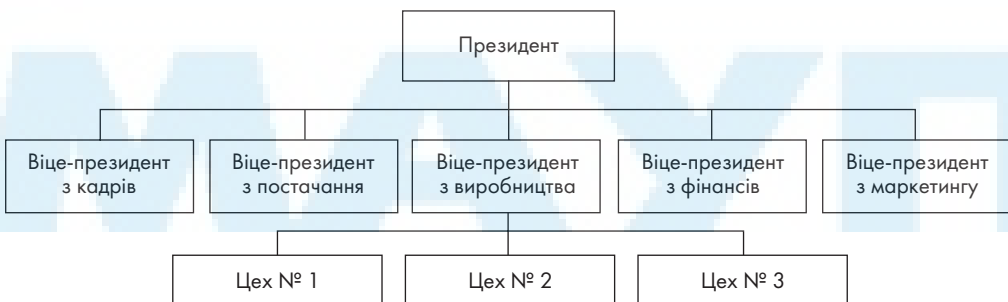 Президент
Віце-президент
з кадрів
Віце-президент
з постачання
Віце-президент
з виробництва
Віце-президент
з фінансів
Віце-президент
з маркетингу
Цех № 1
Цех № 2
Цех № 3
МАУП